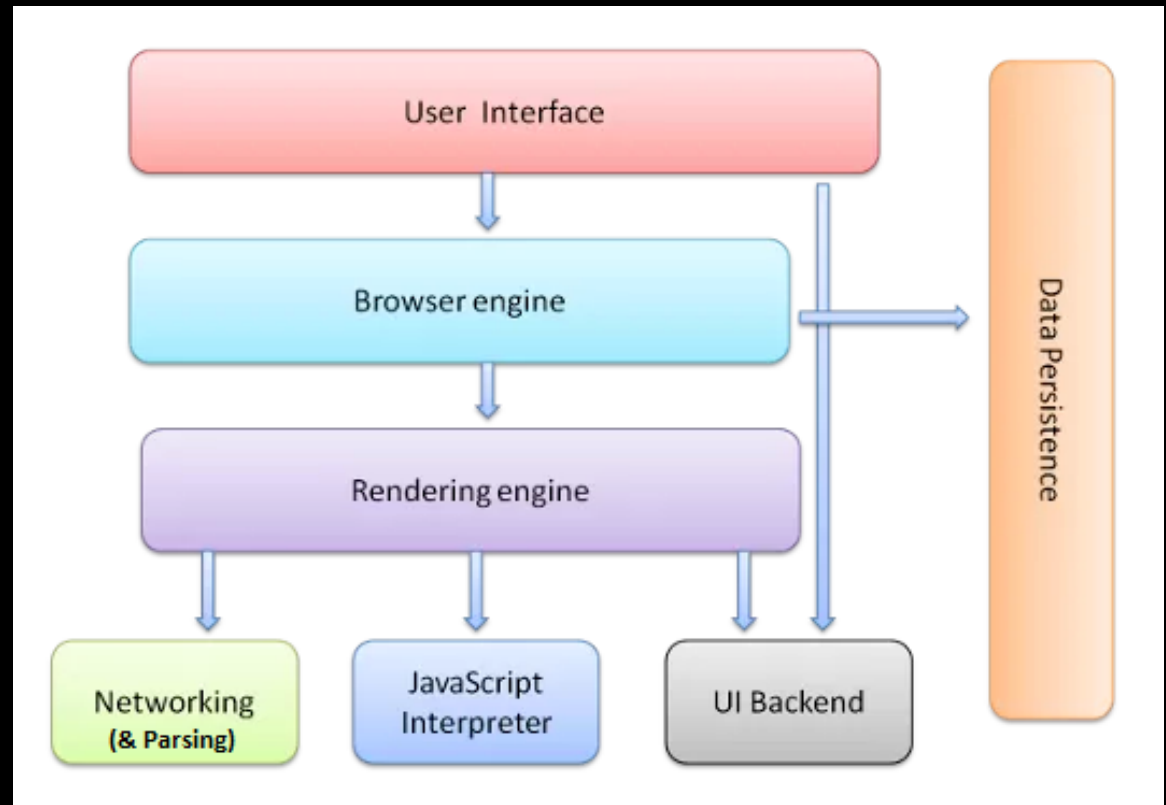 User Interface
Browser engine
Data Persistence
Rendering engine
Networking
(& Parsing)
JavaScript
Interpreter
UI Backend